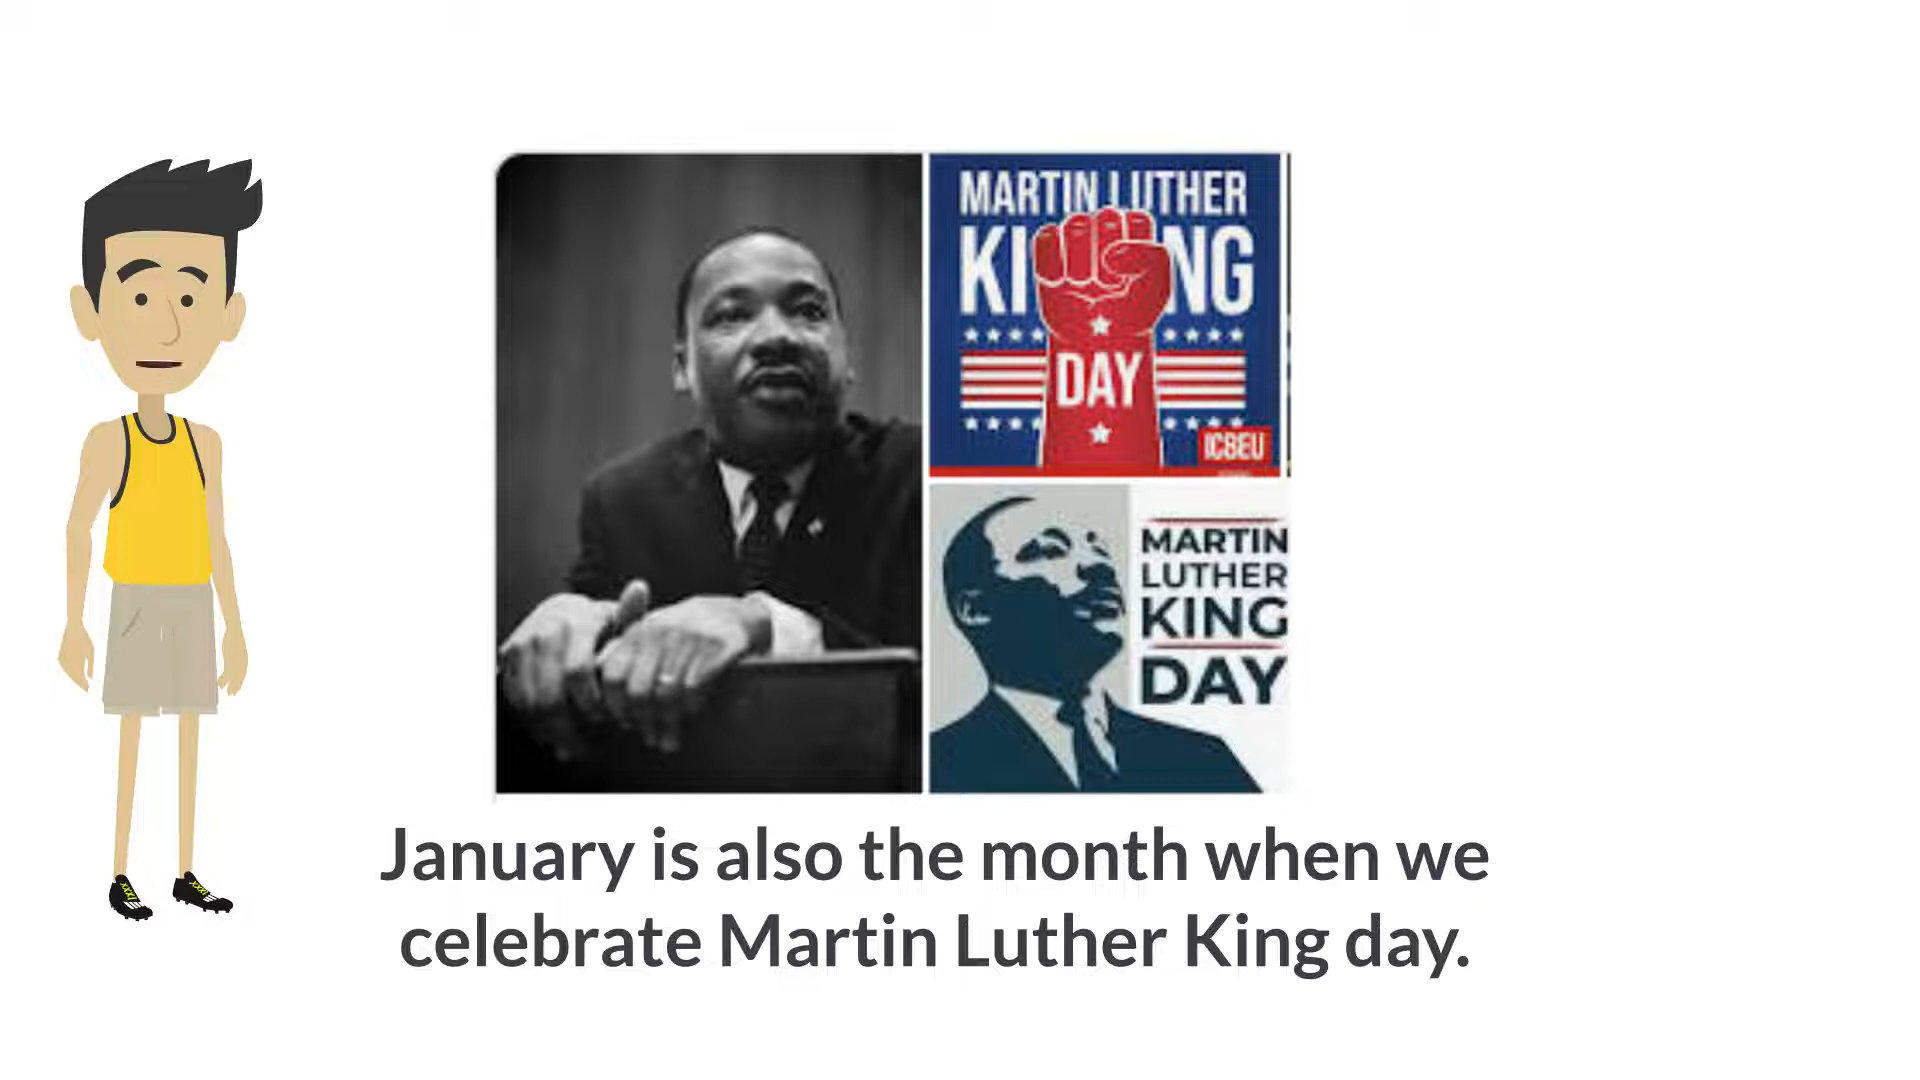 MARTIN LUTHER
KING
DAY
ICBEU
MARTIN
LUTHER
KING
DAY
January is also the month when we
celebrate Martin Luther King day.